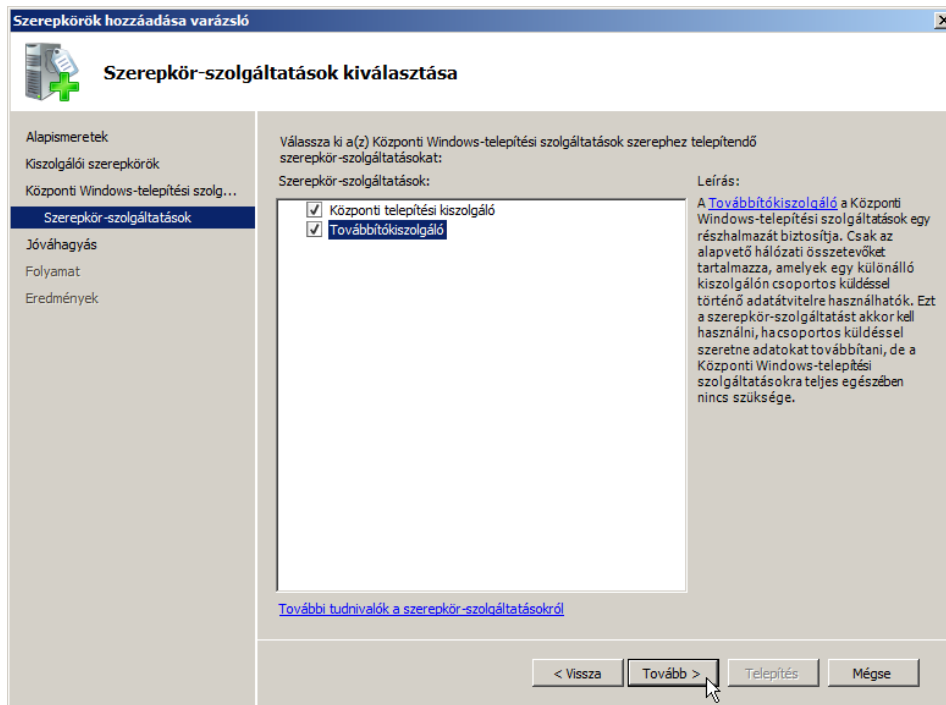 Szerepkörök hozzáadása varázsló
Szerepkör-szolgáltatások kiválasztása
Alapismeretek
Kiszolgálói szerepkörök
Központi Windows-telepítési szolg...
Szerepkör-szolgáltatások
Jóváhagyás
Folyamat
Eredmények
Válassza ki a(z) Központi Windows-telepítési szolgáltatások szerephez telepítendő
szerepkör-szolgáltatásokat:
Szerepkör-szolgáltatások:
Központi telepítési kiszolgáló
Továbbítókiszolgáló
További tudnivalók a szerepkör-szolgáltatásokról
Leírás:
A Továbbítókiszolgáló a Központi
Windows-telepítési szolgáltatások egy
részhalmazát biztosítja. Csak az
alapvető hálózati összetevőket
tartalmazza, amelyek egy különálló
kiszolgálón csoportos küldéssel
történő adatátvitelre használhatók. Ezt
a szerepkör-szolgáltatást akkor kell
használni, ha csoportos küldéssel
szeretne adatokat továbbítani, de a
Központi Windows-telepítési
szolgáltatásokra teljes egészében
nincs szüksége.
< Vissza
Tovább >
Telepítés
Mégse